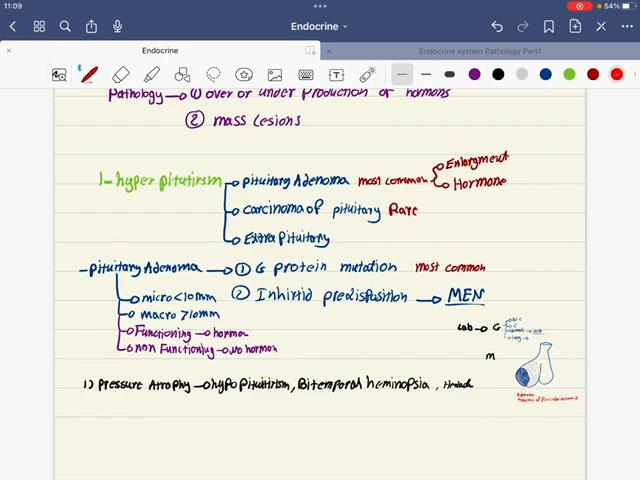 11:09
54%
Endocrine
Endocrine
Endocrine system Pathology Part1
Pathology → ① over or under production of hormons
② mass lesions
1- hyper pitutirsm
pituitary Adenoma most common
Enlargment
Hormone
carcinoma of pituitary Rare
Extra pituitary
- pituitary Adenoma → ① G protein mutation most common
② Inhirtid predisposition → MEN
micro <10mm
macro >10mm
Functioning → hormon
non Functioning → no hormon
Lab → G
m
1) Pressure Atrophy → hypo pituitrism, Bitemporal heminopsia,